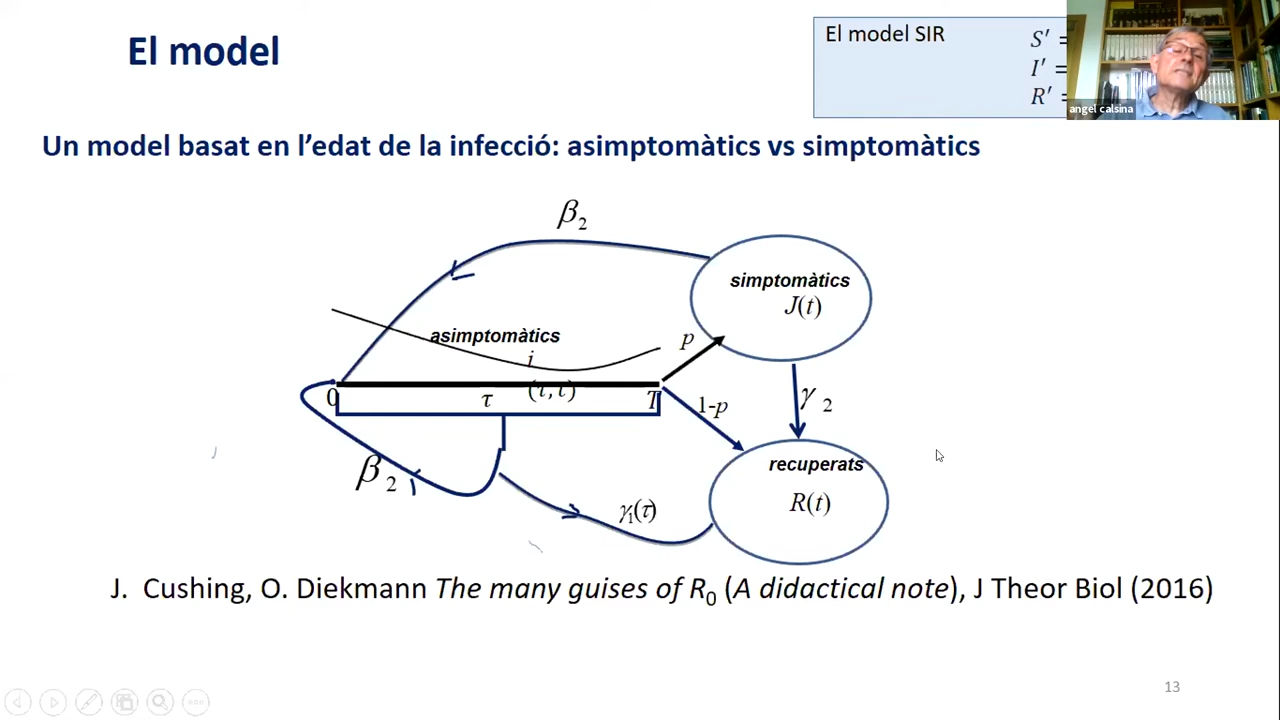 El model
El model SIR
S′ =
I′ =
R′ =
angel calsina
Un model basat en l’edat de la infecció: asimptomàtics vs simptomàtics
β₂
simptomàtics
J(t)
asimptomàtics
i
(τ,t)
p
0
τ
T
1-p
γ ₂
β ₂
recuperats
R(t)
γ₁(τ)
J. Cushing, O. Diekmann The many guises of R₀ (A didactical note), J Theor Biol (2016)
13